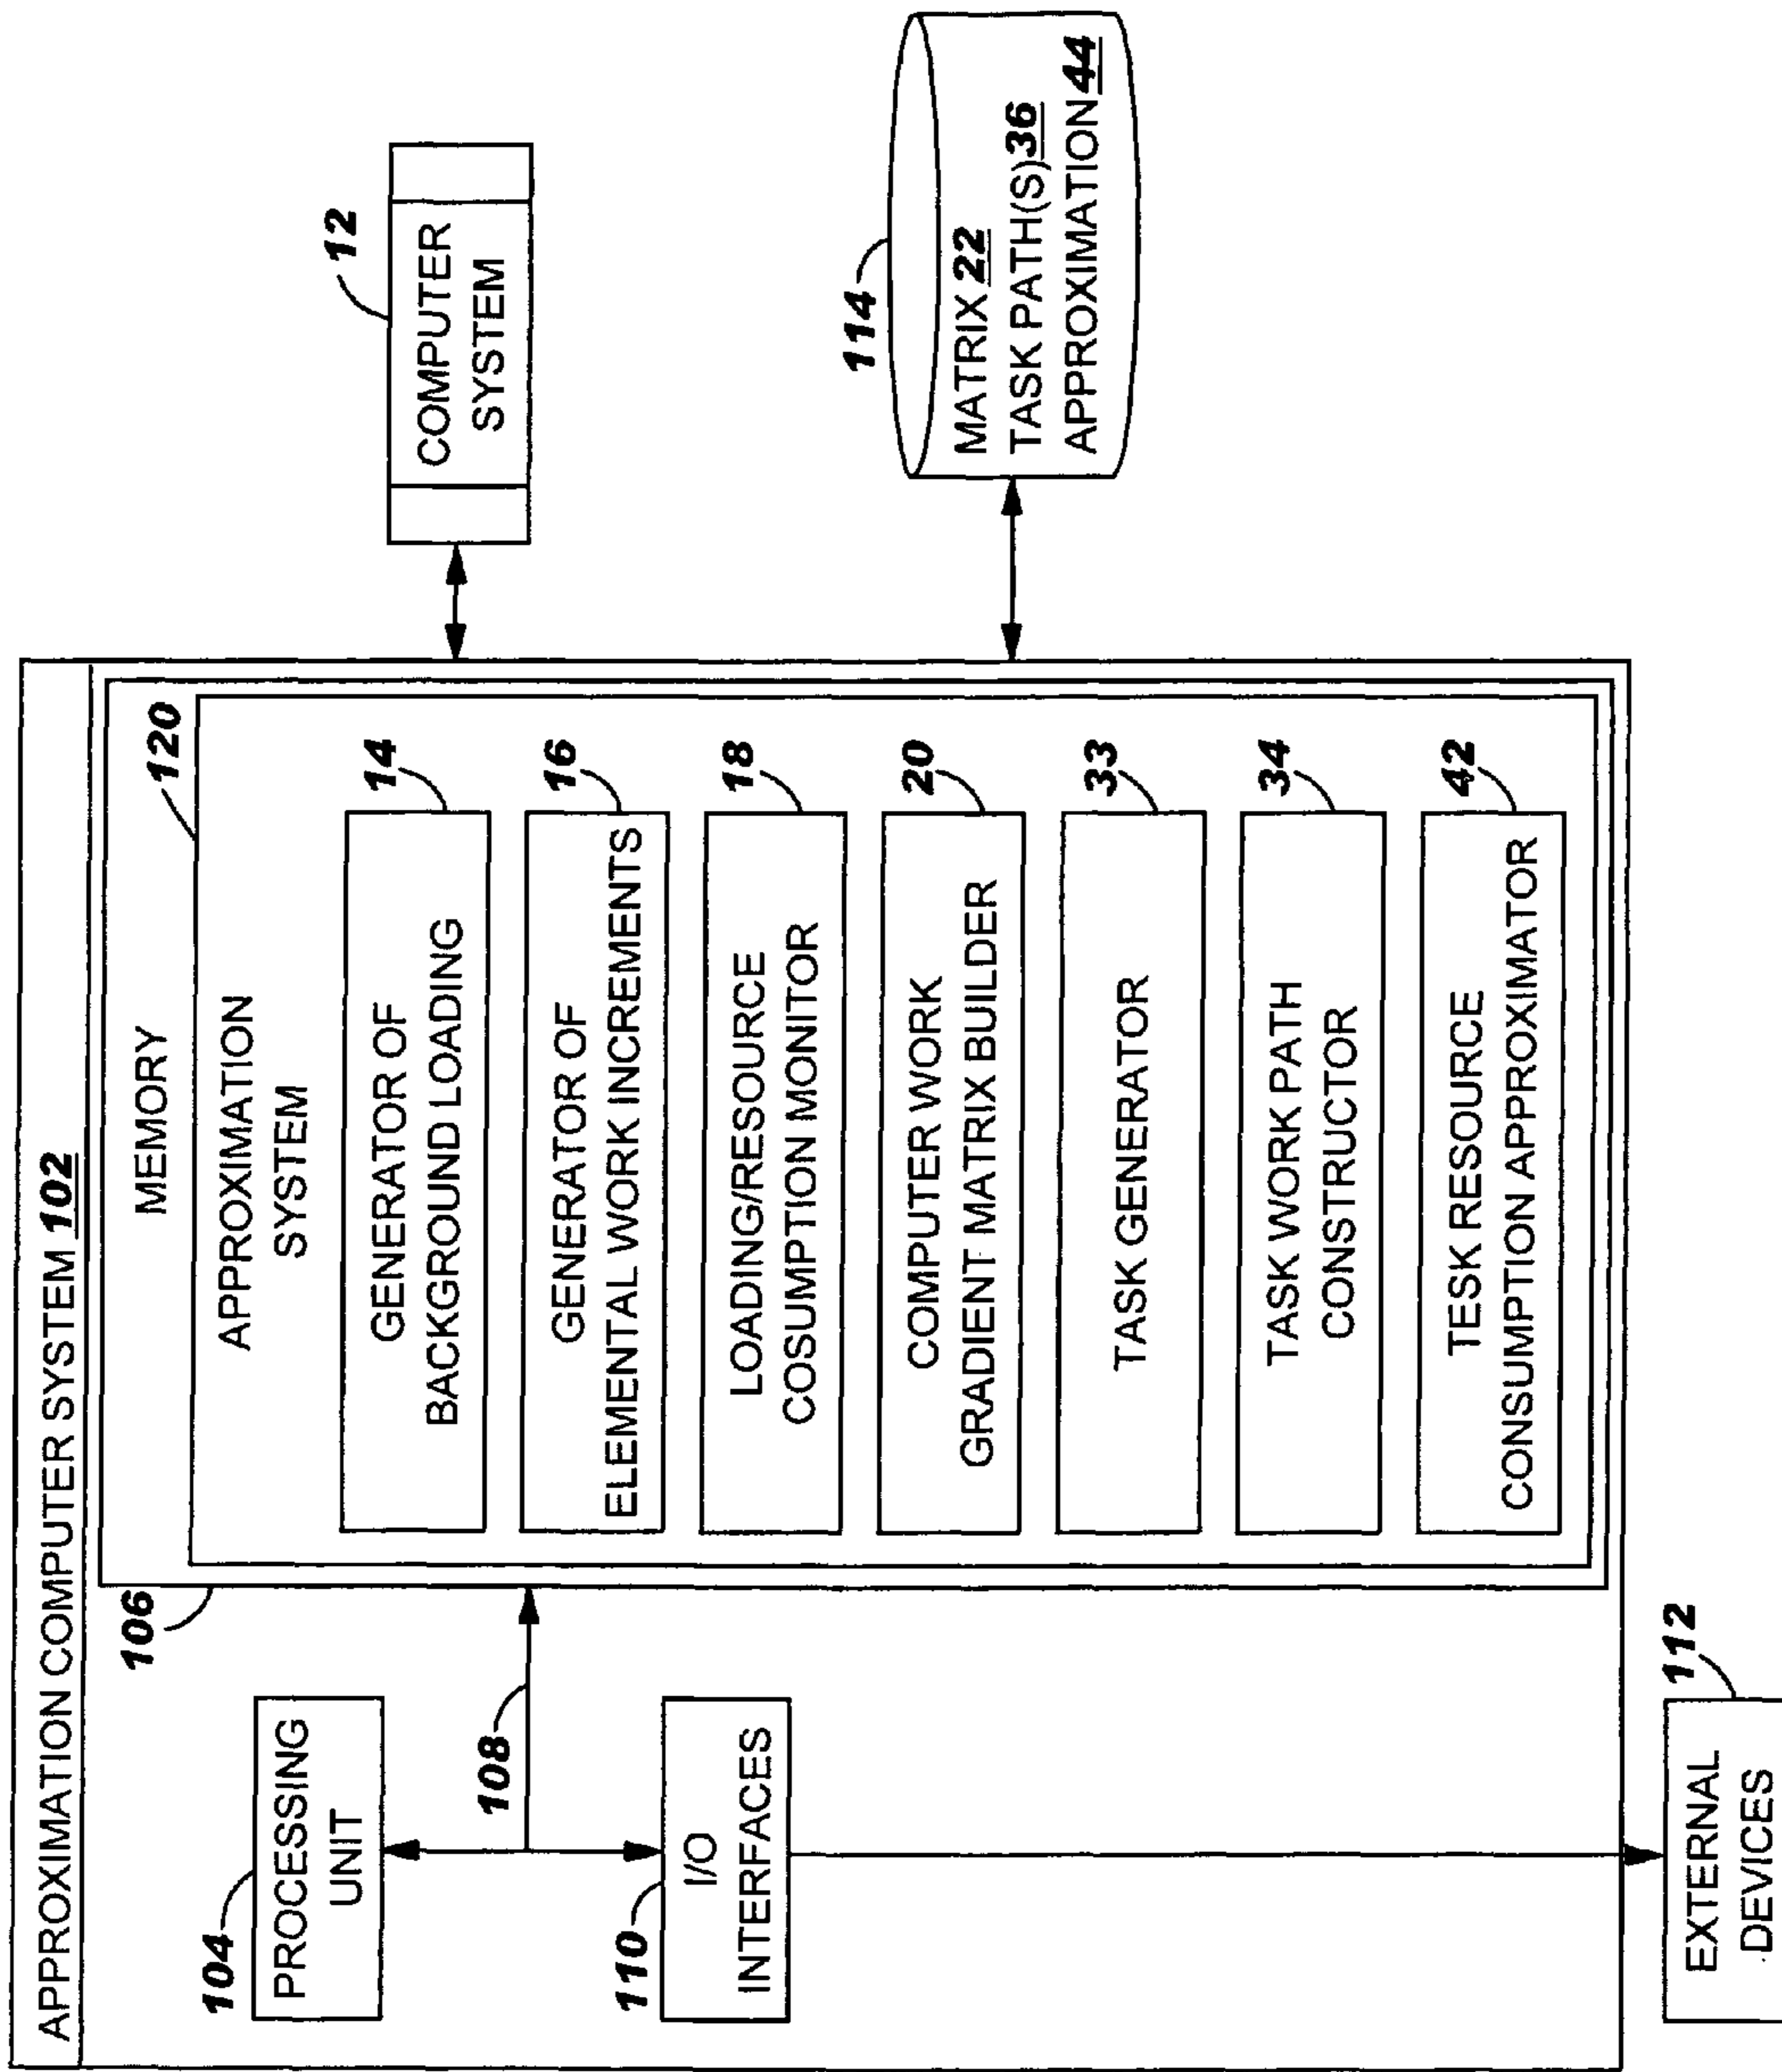 APPROXIMATION COMPUTER SYSTEM 102
104
PROCESSING
UNIT
108
110
I/O
INTERFACES
112
EXTERNAL
DEVICES
106
MEMORY
120
APPROXIMATION
SYSTEM
14
GENERATOR OF
BACKGROUND LOADING
16
GENERATOR OF
ELEMENTAL WORK INCREMENTS
18
LOADING/RESOURCE
COSUMPTION MONITOR
20
COMPUTER WORK
GRADIENT MATRIX BUILDER
33
TASK GENERATOR
34
TASK WORK PATH
CONSTRUCTOR
42
TESK RESOURCE
CONSUMPTION APPROXIMATOR
12
COMPUTER
SYSTEM
114
MATRIX 22
TASK PATH(S) 36
APPROXIMATION 44